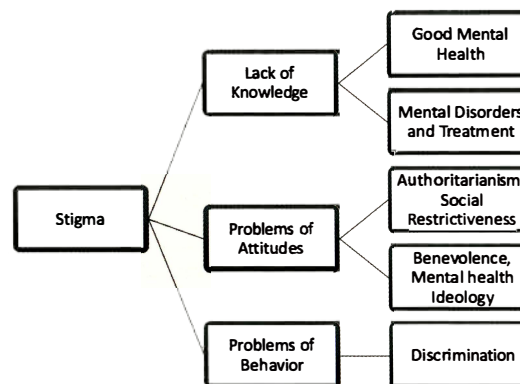 Stigma
Lack of
Knowledge
Good Mental
Health
Mental Disorders
and Treatment
Problems of
Attitudes
Authoritarianism
Social
Restrictiveness
Benevolence,
Mental health
Ideology
Problems of
Behavior
Discrimination